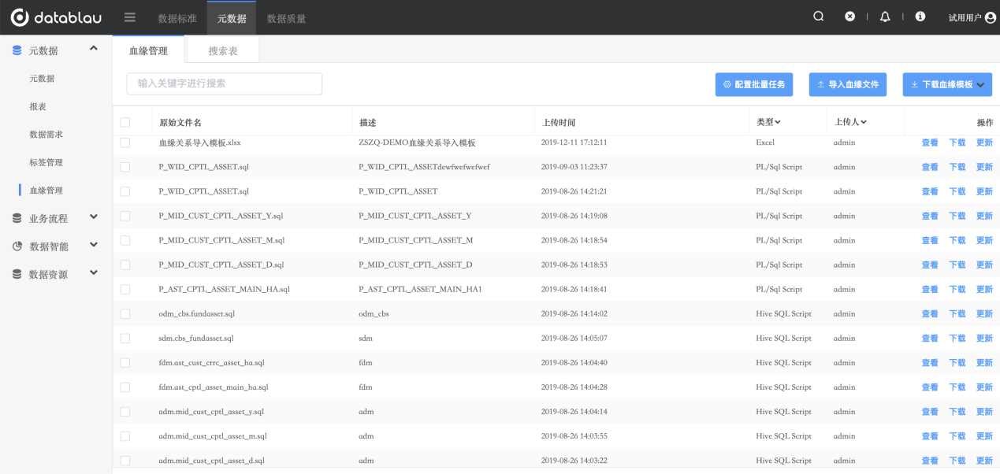 datablau 数据标准 元数据 数据质量 试用用户
元数据
元数据
报表
数据需求
标签管理
血缘管理
业务流程
数据智能
数据资源
血缘管理 搜索表
输入关键字进行搜索 配置批量任务 导入血缘文件 下载血缘模板
原始文件名 描述 上传时间 类型 上传人 操作
血缘关系导入模板.xlsx ZSZQ-DEMO血缘关系导入模板 2019-12-11 17:12:11 Excel admin 查看 下载 更新
P_WID_CPTL_ASSET.sql P_WID_CPTL_ASSETdewfwefwefwef 2019-09-03 11:23:37 PL/Sql Script admin 查看 下载 更新
P_WID_CPTL_ASSET.sql P_WID_CPTL_ASSET 2019-08-26 14:21:21 PL/Sql Script admin 查看 下载 更新
P_MID_CUST_CPTL_ASSET_Y.sql P_MID_CUST_CPTL_ASSET_Y 2019-08-26 14:19:08 PL/Sql Script admin 查看 下载 更新
P_MID_CUST_CPTL_ASSET_M.sql P_MID_CUST_CPTL_ASSET_M 2019-08-26 14:18:54 PL/Sql Script admin 查看 下载 更新
P_MID_CUST_CPTL_ASSET_D.sql P_MID_CUST_CPTL_ASSET_D 2019-08-26 14:18:53 PL/Sql Script admin 查看 下载 更新
P_AST_CPTL_ASSET_MAIN_HA.sql P_AST_CPTL_ASSET_MAIN_HA1 2019-08-26 14:18:41 PL/Sql Script admin 查看 下载 更新
odm_cbs.fundasset.sql odm_cbs 2019-08-26 14:14:02 Hive SQL Script admin 查看 下载 更新
sdm.cbs_fundasset.sql sdm 2019-08-26 14:05:07 Hive SQL Script admin 查看 下载 更新
fdm.ast_cust_crrc_asset_ha.sql fdm 2019-08-26 14:04:40 Hive SQL Script admin 查看 下载 更新
fdm.ast_cptl_asset_main_ha.sql fdm 2019-08-26 14:04:28 Hive SQL Script admin 查看 下载 更新
adm.mid_cust_cptl_asset_y.sql adm 2019-08-26 14:04:14 Hive SQL Script admin 查看 下载 更新
adm.mid_cust_cptl_asset_m.sql adm 2019-08-26 14:03:55 Hive SQL Script admin 查看 下载 更新
adm.mid_cust_cptl_asset_d.sql adm 2019-08-26 14:03:22 Hive SQL Script admin 查看 下载 更新